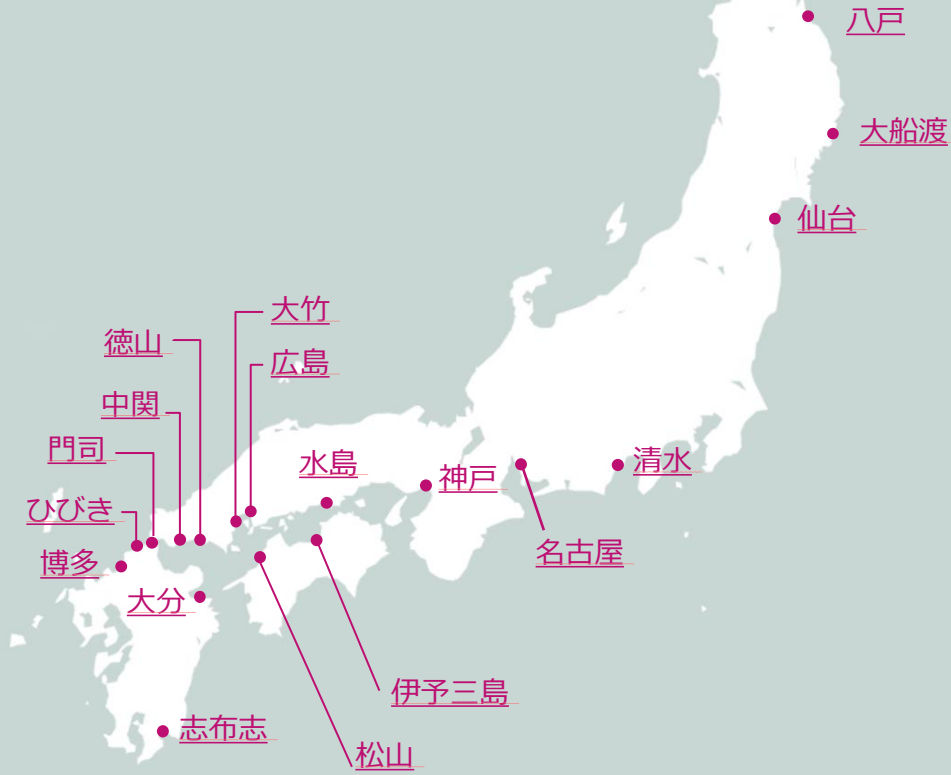 八戸
大船渡
仙台
大竹
徳山
広島
中関
門司
水島
神戸
清水
ひびき
名古屋
博多
大分
伊予三島
志布志
松山